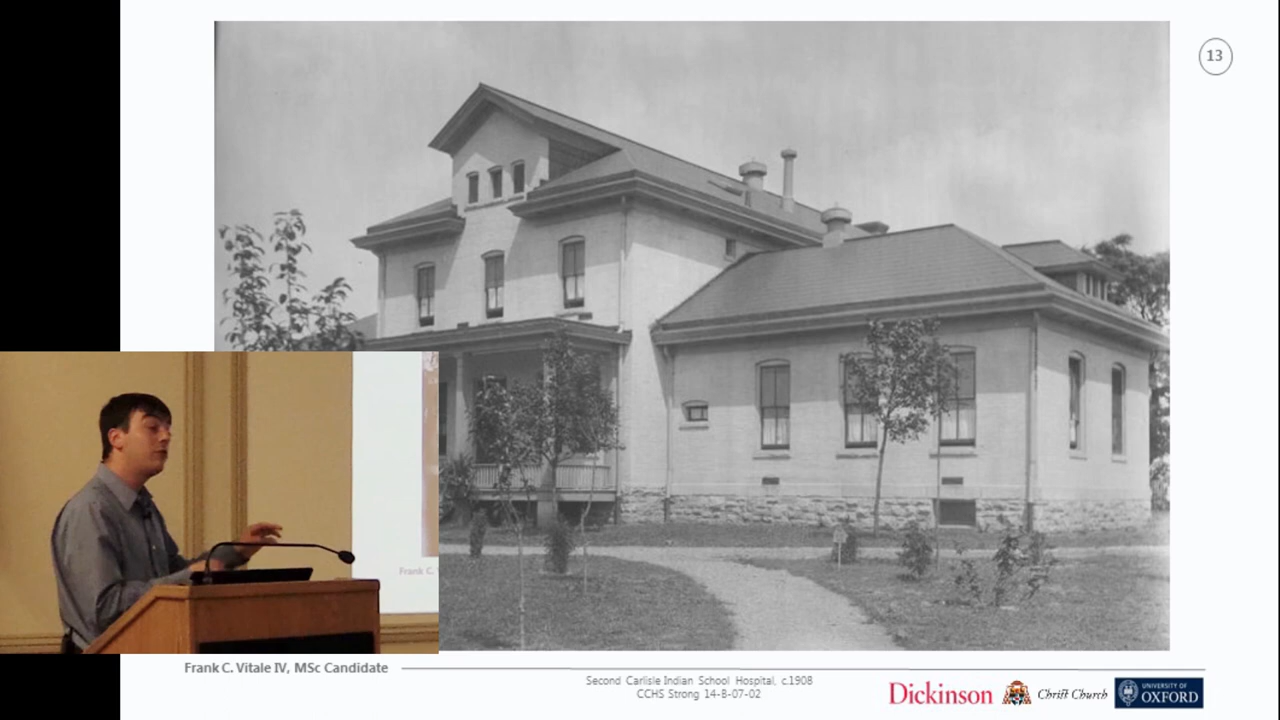 13
Frank C.
Frank C. Vitale IV, MSc Candidate
Second Carlisle Indian School Hospital, c.1908
CCHS Strong 14-B-07-02
Dickinson
Christ Church
UNIVERSITY OF
OXFORD